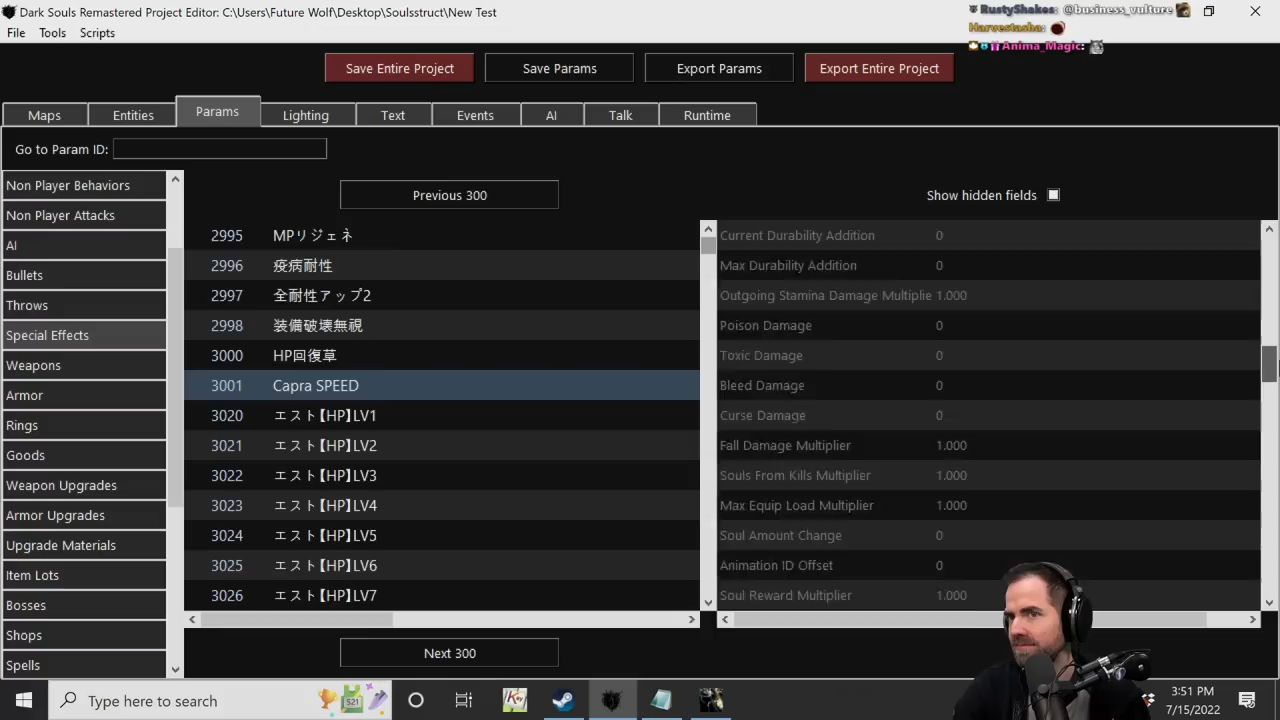 Dark Souls Remastered Project Editor: C:\Users\Future Wolf\Desktop\Soulsstruct\New Test
RustyShakes: @business_vulture
Harvestasha:
Anima_Magic:
File Tools Scripts
Save Entire Project
Save Params
Export Params
Export Entire Project
Maps
Entities
Params
Lighting
Text
Events
AI
Talk
Runtime
Go to Param ID:
Non Player Behaviors
Non Player Attacks
AI
Bullets
Throws
Special Effects
Weapons
Armor
Rings
Goods
Weapon Upgrades
Armor Upgrades
Upgrade Materials
Item Lots
Bosses
Shops
Spells
Previous 300
2995 MPリジェネ
2996 疫病耐性
2997 全耐性アップ2
2998 装備破壊無視
3000 HP回復草
3001 Capra SPEED
3020 エスト【HP】LV1
3021 エスト【HP】LV2
3022 エスト【HP】LV3
3023 エスト【HP】LV4
3024 エスト【HP】LV5
3025 エスト【HP】LV6
3026 エスト【HP】LV7
Next 300
Show hidden fields
Current Durability Addition 0
Max Durability Addition 0
Outgoing Stamina Damage Multiplie 1.000
Poison Damage 0
Toxic Damage 0
Bleed Damage 0
Curse Damage 0
Fall Damage Multiplier 1.000
Souls From Kills Multiplier 1.000
Max Equip Load Multiplier 1.000
Soul Amount Change 0
Animation ID Offset 0
Soul Reward Multiplier 1.000
Type here to search
521
Key
3:51 PM
7/15/2022